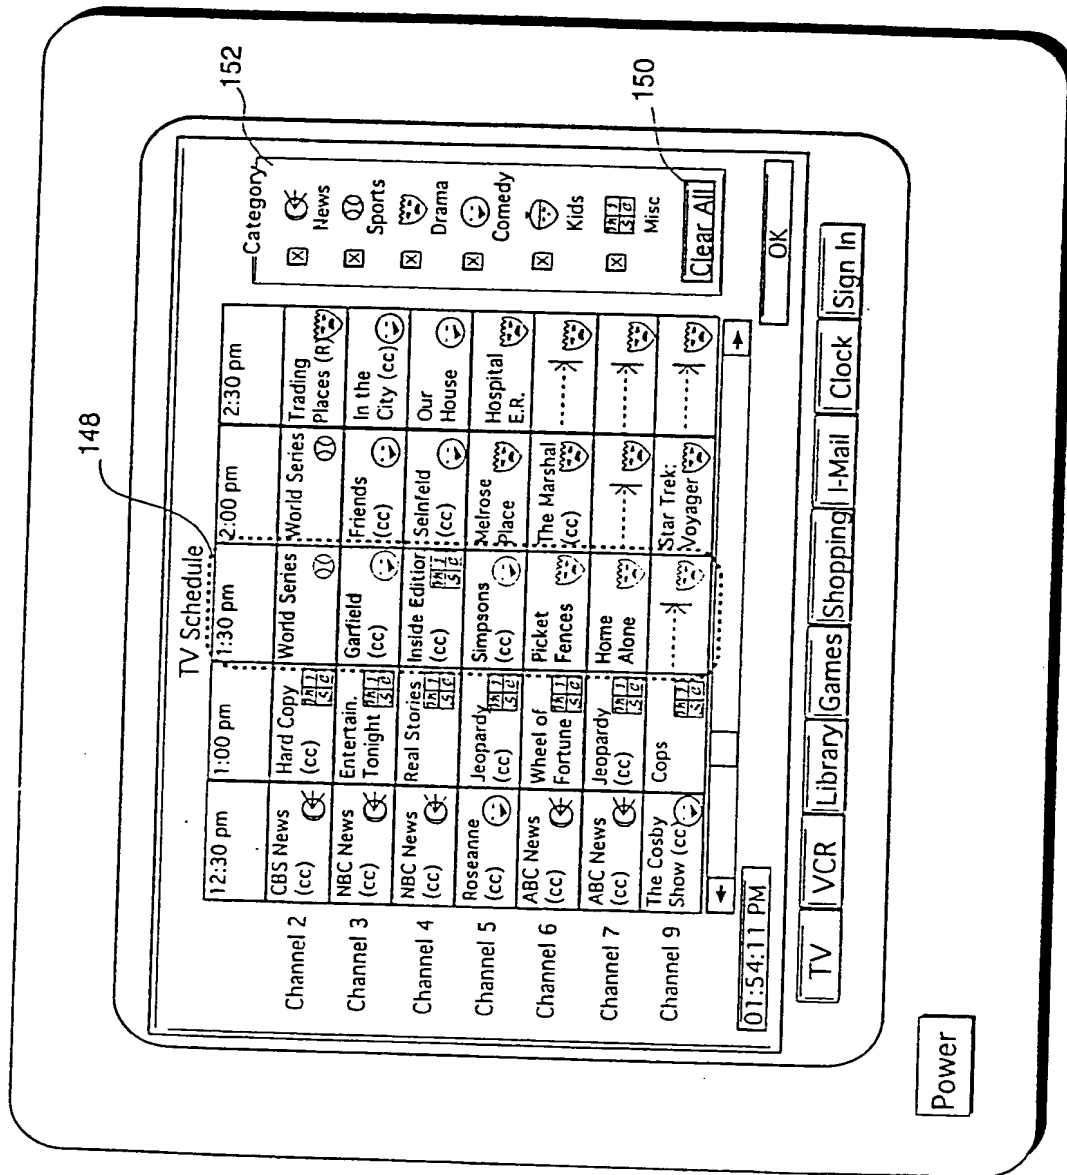 152
148
150
TV Schedule
12:30 pm 1:00 pm 1:30 pm 2:00 pm 2:30 pm
Channel 2
CBS News
(cc)
Hard Copy
(cc)
World Series
World Series
Trading
Places (R)
Channel 3
NBC News
(cc)
Entertain.
Tonight
Garfield
(cc)
Friends
(cc)
In the
City (cc)
Channel 4
NBC News
(cc)
Real Stories
Inside Edition
(cc)
Seinfeld
(cc)
Our
House
Channel 5
Roseanne
(cc)
Jeopardy
(cc)
Simpsons
(cc)
Melrose
Place
Hospital
E.R.
Channel 6
ABC News
(cc)
Wheel of
Fortune
Picket
Fences
The Marshal
(cc)
Channel 7
ABC News
(cc)
Jeopardy
(cc)
Home
Alone
Channel 9
The Cosby
Show (cc)
Cops
Star Trek:
Voyager
Category
News
Sports
Drama
Comedy
Kids
Misc
Clear All
01:54:11 PM
OK
TV VCR Library Games Shopping I-Mail Clock Sign In
Power